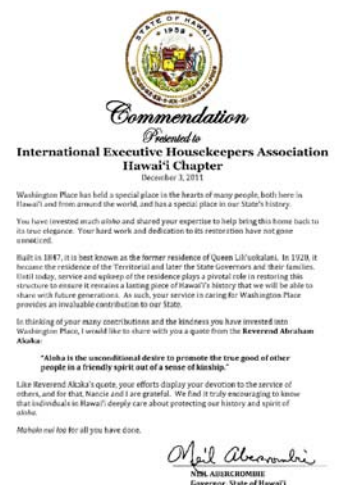 STATE OF HAWAII
1959
Commendation
Presented to
International Executive Housekeepers Association
Hawai'i Chapter
December 3, 2011
Washington Place has held a special place in the hearts of many people, both here in
Hawai'i and from around the world, and has a special place in our State's history.
You have invested much aloha and shared your expertise to help bring this home back to
its true elegance. Your hard work and dedication to its restoration have not gone
unnoticed.
Built in 1847, it is best known as the former residence of Queen Lili'uokalani. In 1920, it
became the residence of the Territorial and later the State Governors and their families.
Until today, service and upkeep of the residence plays a pivotal role in restoring this
structure to ensure it remains a lasting piece of Hawai'i's history that we will be able to
share with future generations. As such, your service in caring for Washington Place
provides an invaluable contribution to our State.
In thinking of your many contributions and the kindness you have invested into
Washington Place, I would like to share with you a quote from the Reverend Abraham
Akaka:
"Aloha is the unconditional desire to promote the true good of other
people in a friendly spirit out of a sense of kinship."
Like Reverend Akaka's quote, your efforts display your devotion to the service of
others, and for that, Nancie and I are grateful. We find it truly encouraging to know
that individuals in Hawai'i deeply care about protecting our history and spirit of
aloha.
Mahalo nui loa for all you have done.
Neil Abercrombie
NEIL ABERCROMBIE
Governor, State of Hawai'i